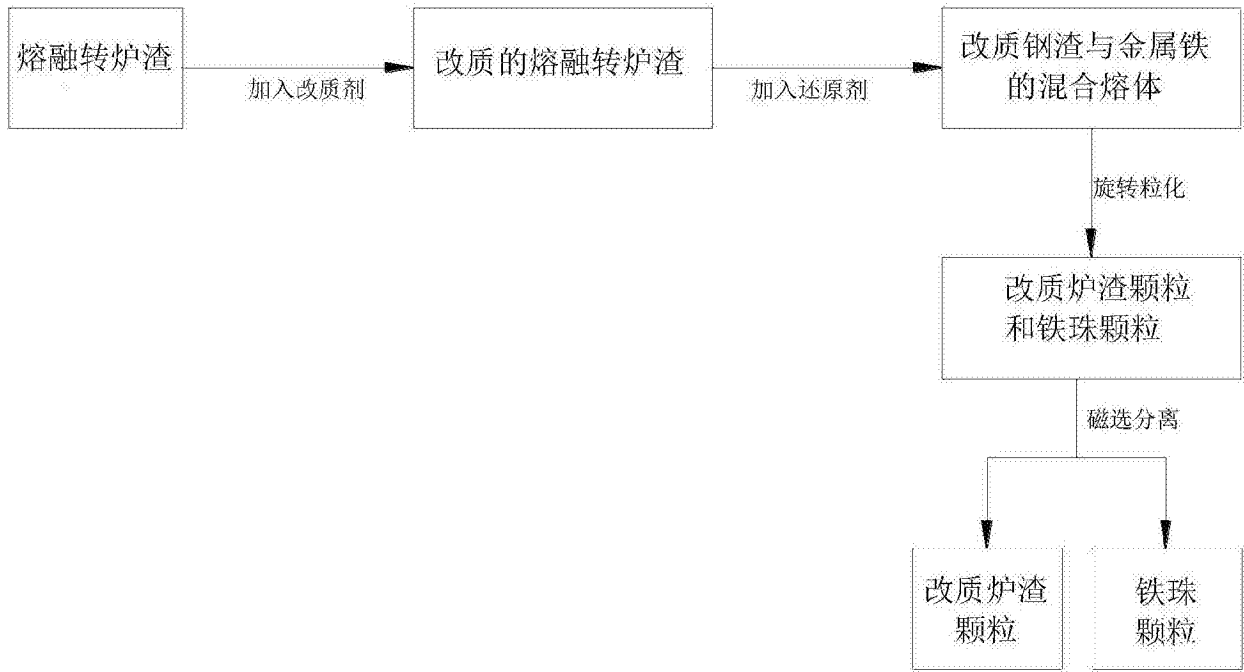 熔融转炉渣
加入改质剂
改质的熔融转炉渣
加入还原剂
改质钢渣与金属铁
的混合熔体
旋转粒化
改质炉渣颗粒
和铁珠颗粒
磁选分离
改质炉渣
颗粒
铁珠
颗粒